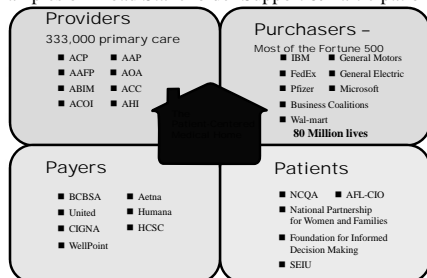 Providers
333,000 primary care
■ ACP
■ AAP
■ AAFP
■ AOA
■ ABIM
■ ACC
■ ACOI
■ AHI
Purchasers –
Most of the Fortune 500
■ IBM
■ General Motors
■ FedEx
■ General Electric
■ Pfizer
■ Microsoft
■ Business Coalitions
■ Wal-mart
80 Million lives
Payers
■ BCBSA
■ Aetna
■ United
■ Humana
■ CIGNA
■ HCSC
■ WellPoint
Patients
■ NCQA
■ AFL-CIO
■ National Partnership
for Women and Families
■ Foundation for Informed
Decision Making
■ SEIU